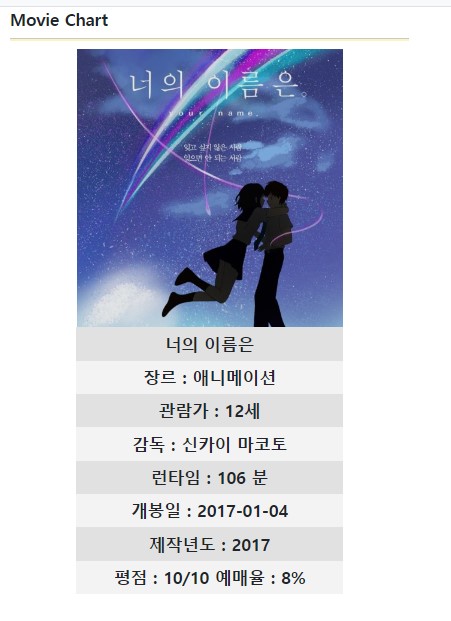 Movie Chart
너의 이름은。
your name.
잊고 싶지 않은 사람
잊으면 안 되는 사람
너의 이름은
장르 : 애니메이션
관람가 : 12세
감독 : 신카이 마코토
런타임 : 106 분
개봉일 : 2017-01-04
제작년도 : 2017
평점 : 10/10 예매율 : 8%